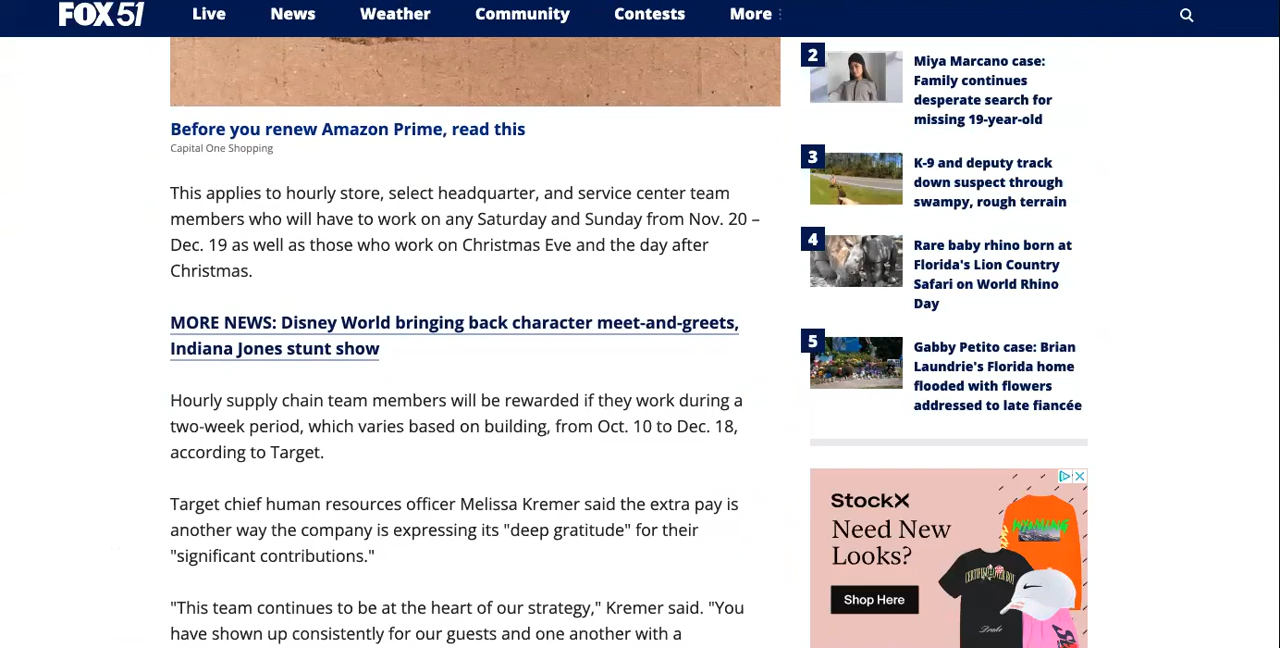 FOX 51
Live
News
Weather
Community
Contests
More
Before you renew Amazon Prime, read this
Capital One Shopping
This applies to hourly store, select headquarter, and service center team
members who will have to work on any Saturday and Sunday from Nov. 20 –
Dec. 19 as well as those who work on Christmas Eve and the day after
Christmas.
MORE NEWS: Disney World bringing back character meet-and-greets,
Indiana Jones stunt show
Hourly supply chain team members will be rewarded if they work during a
two-week period, which varies based on building, from Oct. 10 to Dec. 18,
according to Target.
Target chief human resources officer Melissa Kremer said the extra pay is
another way the company is expressing its "deep gratitude" for their
"significant contributions."
"This team continues to be at the heart of our strategy," Kremer said. "You
have shown up consistently for our guests and one another with a
2
Miya Marcano case:
Family continues
desperate search for
missing 19-year-old
3
K-9 and deputy track
down suspect through
swampy, rough terrain
4
Rare baby rhino born at
Florida's Lion Country
Safari on World Rhino
Day
5
Gabby Petito case: Brian
Laundrie's Florida home
flooded with flowers
addressed to late fiancée
StockX
Need New
Looks?
Shop Here